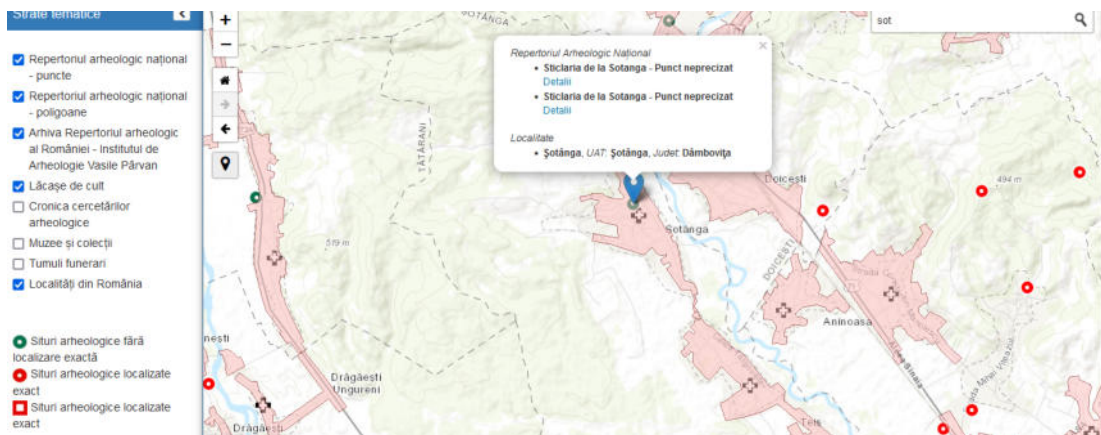 Strate tematice
Repertoriul arheologic național
- puncte
Repertoriul arheologic național
- poligoane
Arhiva Repertoriul arheologic
al României - Institutul de
Arheologie Vasile Pârvan
Lăcașe de cult
Cronica cercetărilor
arheologice
Muzee și colecții
Tumuli funerari
Localități din România
Situri arheologice fără
localizare exactă
Situri arheologice localizate
exact
Situri arheologice localizate
exact
sot
Repertoriul Arheologic Național
Sticlaria de la Sotanga - Punct neprecizat
Detalii
Sticlaria de la Sotanga - Punct neprecizat
Detalii
Localitate
Șotânga, UAT: Șotânga, Judet: Dâmbovița
ȘOTÂNGA
TĂTĂRANI
519 m
Doicești
494 m
Șotânga
DOICEȘTI
Aninoasa
nești
Drăgăești
Ungureni
Drăgăești
Teiș